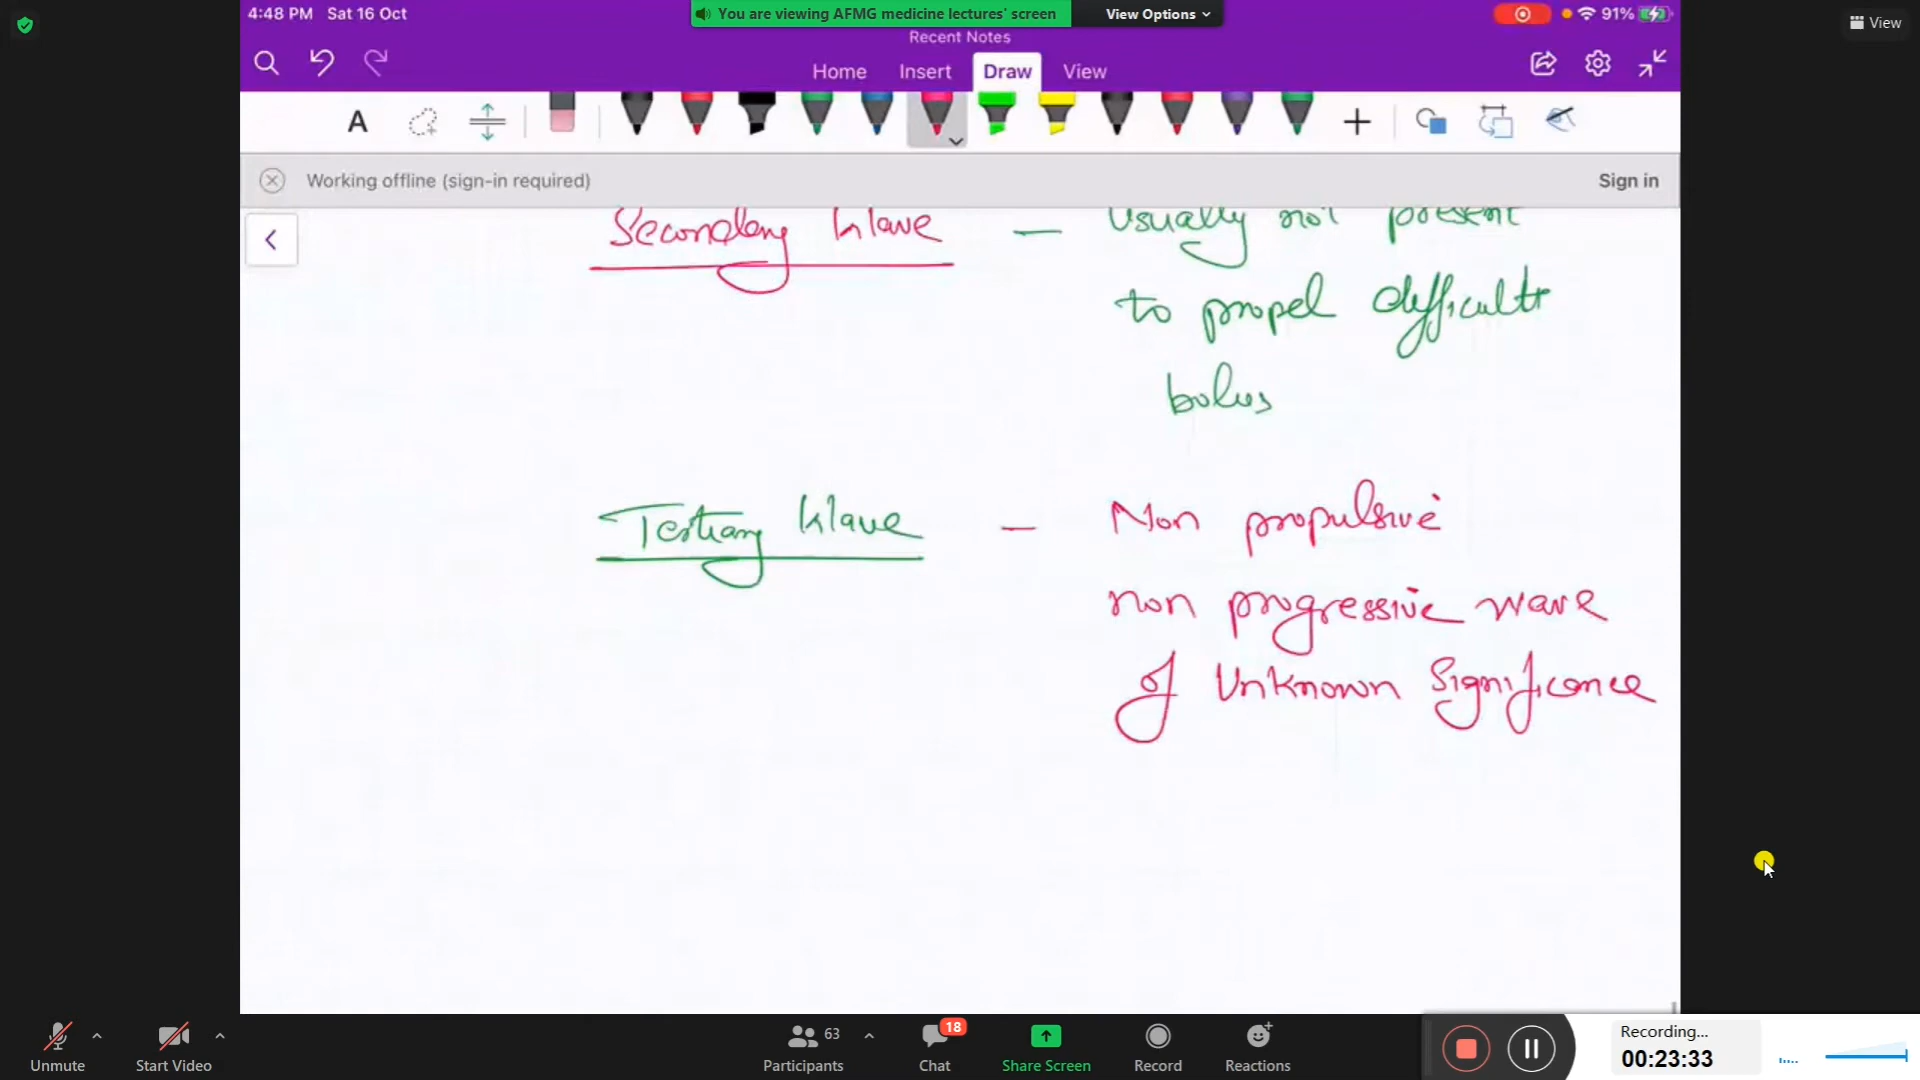 4:48 PM Sat 16 Oct
You are viewing AFMG medicine lectures' screen
View Options
91%
View
Recent Notes
Home Insert Draw View
A
Working offline (sign-in required)
Sign in
Secondary Wave — Usually not present
to propel difficult
bolus
Tertiary Wave — Non propulsive
non progressive wave
of Unknown Significance
Unmute
Start Video
Participants 63
Chat 18
Share Screen
Record
Reactions
Recording...
00:23:33